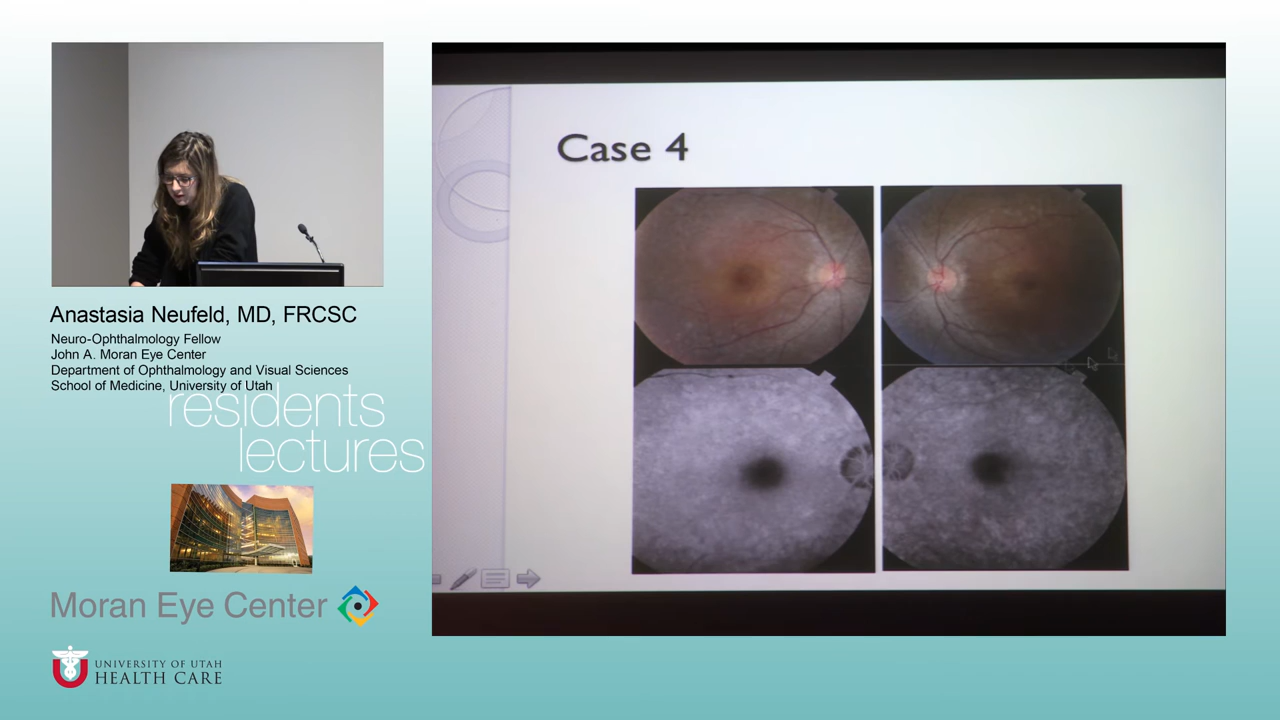 Case 4
Anastasia Neufeld, MD, FRCSC
Neuro-Ophthalmology Fellow
John A. Moran Eye Center
Department of Ophthalmology and Visual Sciences
School of Medicine, University of Utah
residents
lectures
Moran Eye Center
UNIVERSITY OF UTAH
HEALTH CARE